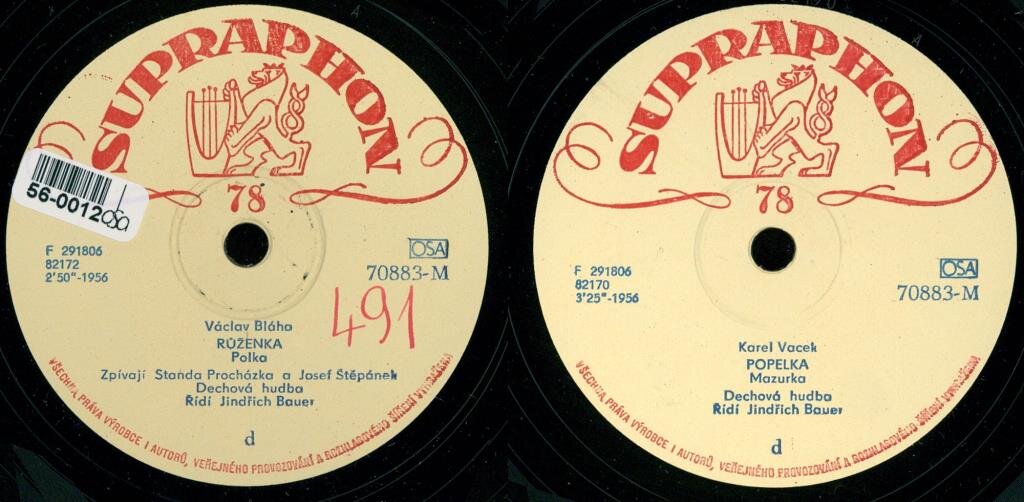 SUPRAPHON
78
56-0012
OSA
F 291806
82172
2'50"-1956
OSA
70883-M
491
Václav Bláha
RŮŽENKA
Polka
Zpívají Standa Procházka a Josef Štěpánek
Dechová hudba
Řídí Jindřich Bauer
d
VŠECHNA PRÁVA VÝROBCE I AUTORŮ, VEŘEJNÉHO PROVOZOVÁNÍ A ROZHLASOVÉHO ŠÍŘENÍ VYHRAŽENA
SUPRAPHON
78
F 291806
82170
3'25"-1956
OSA
70883-M
Karel Vacek
POPELKA
Mazurka
Dechová hudba
Řídí Jindřich Bauer
d
VŠECHNA PRÁVA VÝROBCE I AUTORŮ, VEŘEJNÉHO PROVOZOVÁNÍ A ROZHLASOVÉHO ŠÍŘENÍ VYHRAŽENA